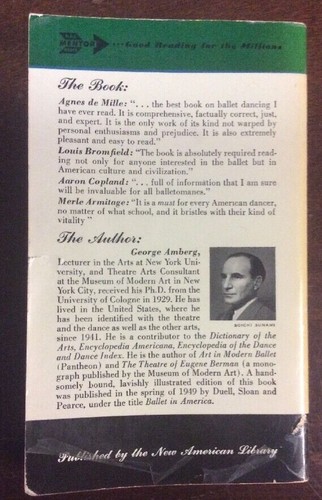 MENTOR
...Good Reading for the Millions
The Book:
Agnes de Mille: “. . . the best book on ballet dancing I
have ever read. It is comprehensive, factually correct, just,
and expert. It is the only work of its kind not warped by
personal enthusiasms and prejudice. It is also extremely
pleasant and easy to read.”
Louis Bromfield: “The book is absolutely required read-
ing not only for anyone interested in the ballet but in
American culture and civilization.”
Aaron Copland: “. . . full of information that I am sure
will be invaluable for all balletomanes.”
Merle Armitage: “It is a must for every American dancer,
no matter of what school, and it bristles with their kind of
vitality”
The Author:
George Amberg,
Lecturer in the Arts at New York Uni-
versity, and Theatre Arts Consultant
at the Museum of Modern Art in New
York City, received his Ph.D. from the
University of Cologne in 1929. He has
lived in the United States, where he
has been identified with the theatre
and the dance as well as the other arts,
since 1941. He is a contributor to the Dictionary of the
Arts, Encyclopedia Americana, Encyclopedia of the Dance
and Dance Index. He is the author of Art in Modern Ballet
(Pantheon) and The Theatre of Eugene Berman (a mono-
graph published by the Museum of Modern Art). A hand-
somely bound, lavishly illustrated edition of this book
was published in the spring of 1949 by Duell, Sloan and
Pearce, under the title Ballet in America.
Published by the New American Library